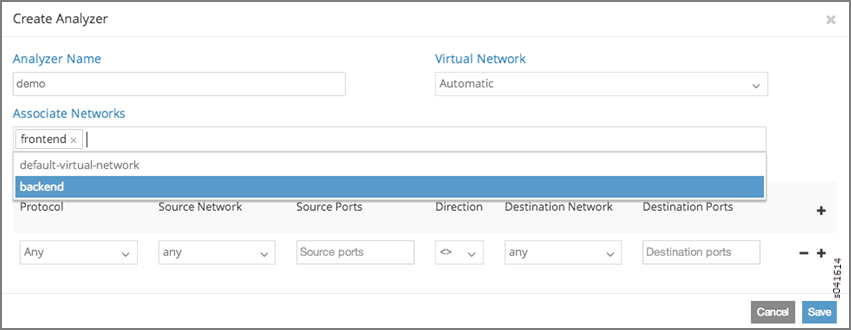 Create Analyzer ×
Analyzer Name Virtual Network
demo Automatic
Associate Networks
frontend ×
default-virtual-network
backend
Protocol Source Network Source Ports Direction Destination Network Destination Ports +
Any any Source ports <> any Destination ports − +
s041614
Cancel Save